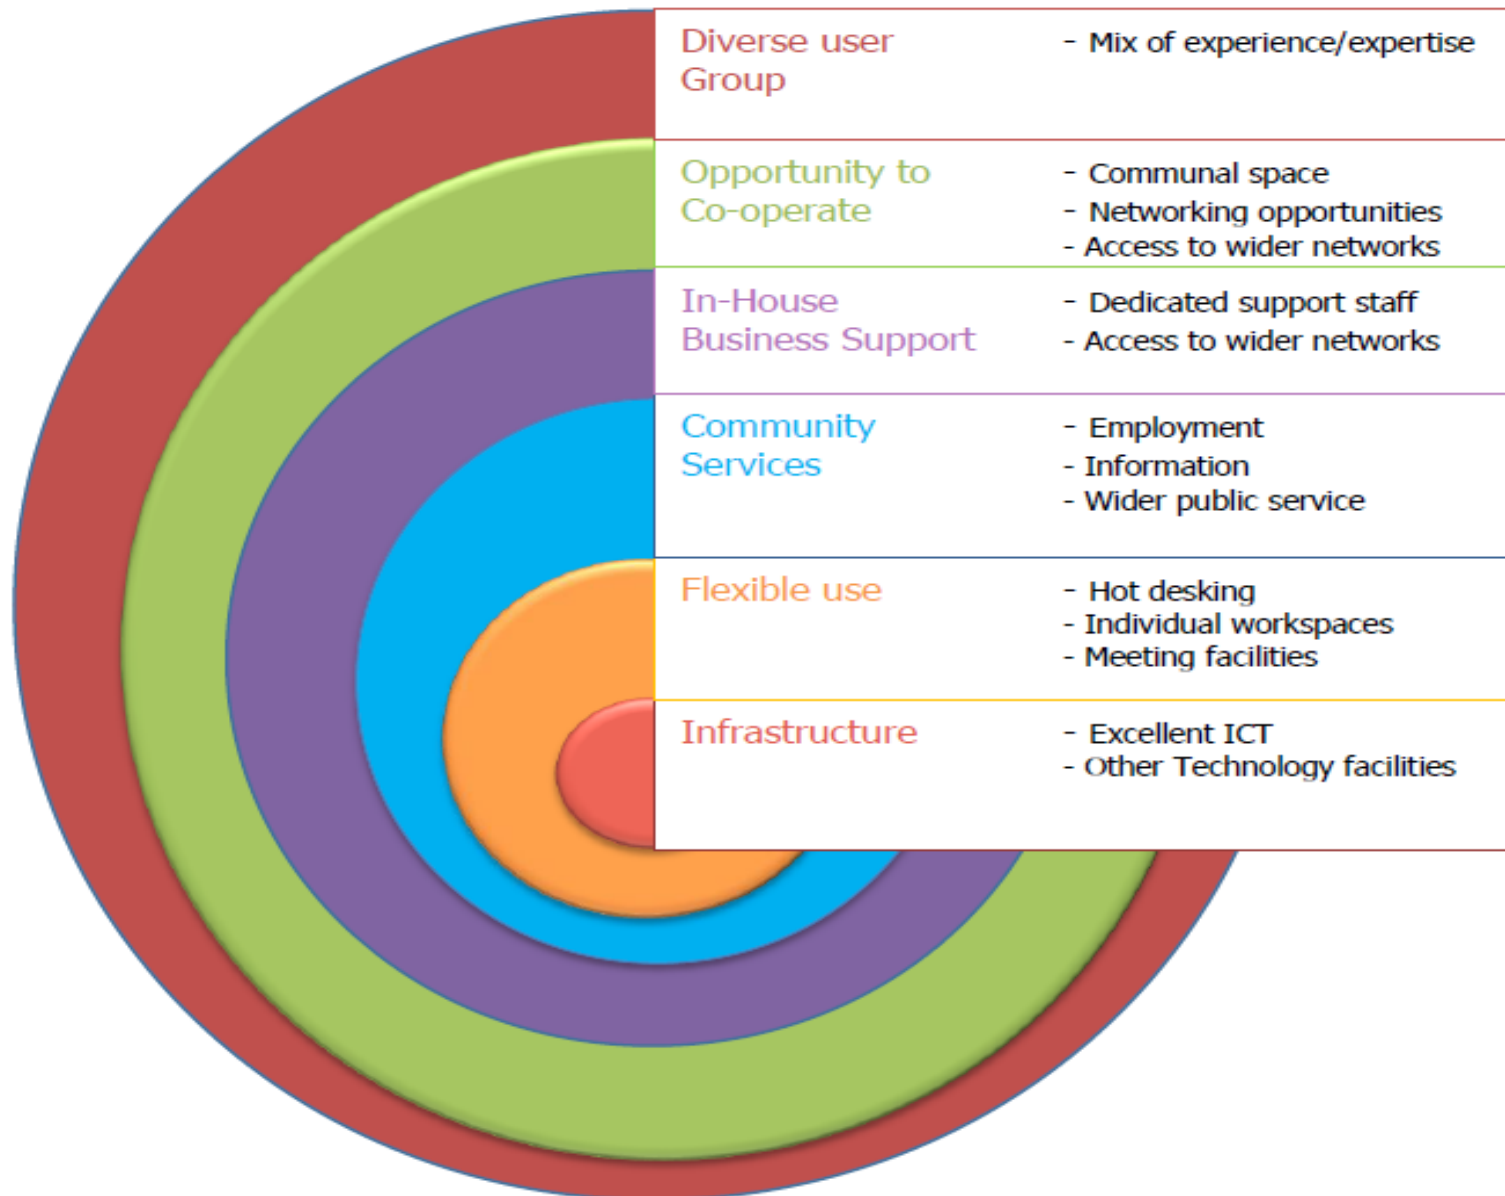 Diverse user
Group
- Mix of experience/expertise
Opportunity to
Co-operate
- Communal space
- Networking opportunities
- Access to wider networks
In-House
Business Support
- Dedicated support staff
- Access to wider networks
Community
Services
- Employment
- Information
- Wider public service
Flexible use
- Hot desking
- Individual workspaces
- Meeting facilities
Infrastructure
- Excellent ICT
- Other Technology facilities